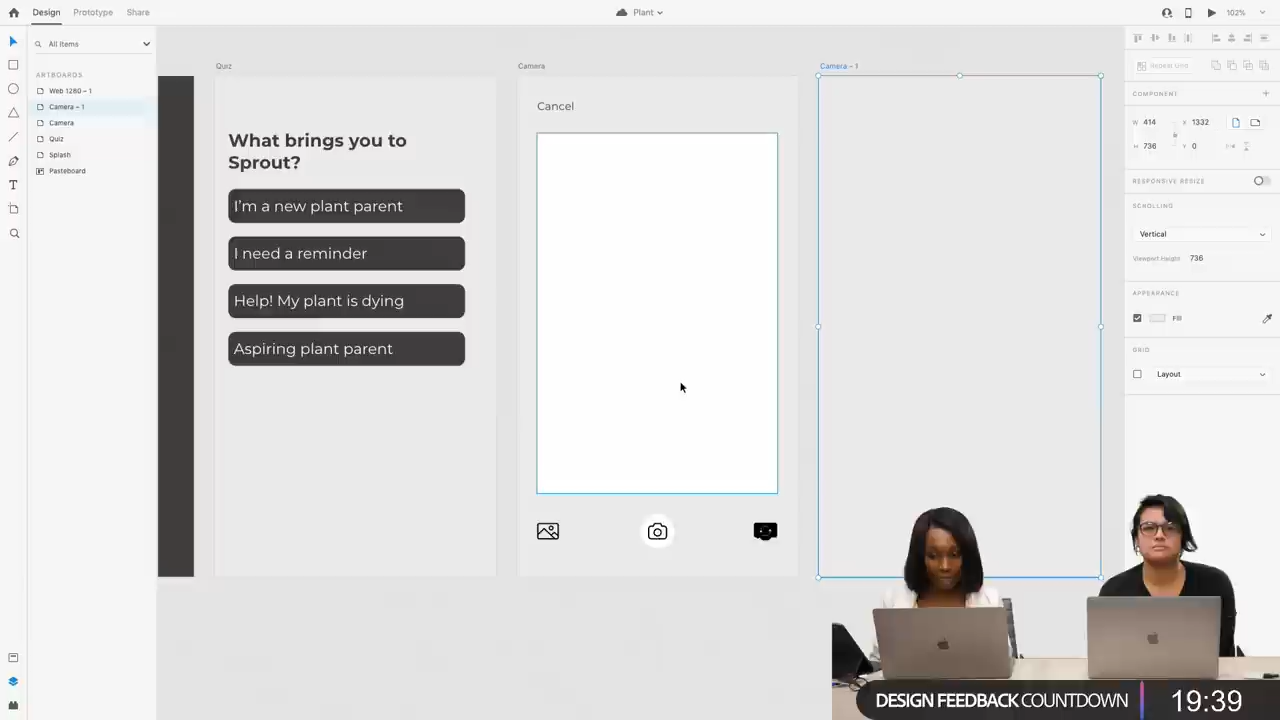 Design Prototype Share
Plant
102%
All Items
ARTBOARDS
Web 1280 – 1
Camera – 1
Camera
Quiz
Splash
Pasteboard
Quiz
What brings you to
Sprout?
I'm a new plant parent
I need a reminder
Help! My plant is dying
Aspiring plant parent
Camera
Cancel
Camera – 1
Repeat Grid
COMPONENT
W 414 X 1332
H 736 Y 0
RESPONSIVE RESIZE
SCROLLING
Vertical
Viewport Height 736
APPEARANCE
Fill
GRID
Layout
DESIGN FEEDBACK COUNTDOWN 19:39